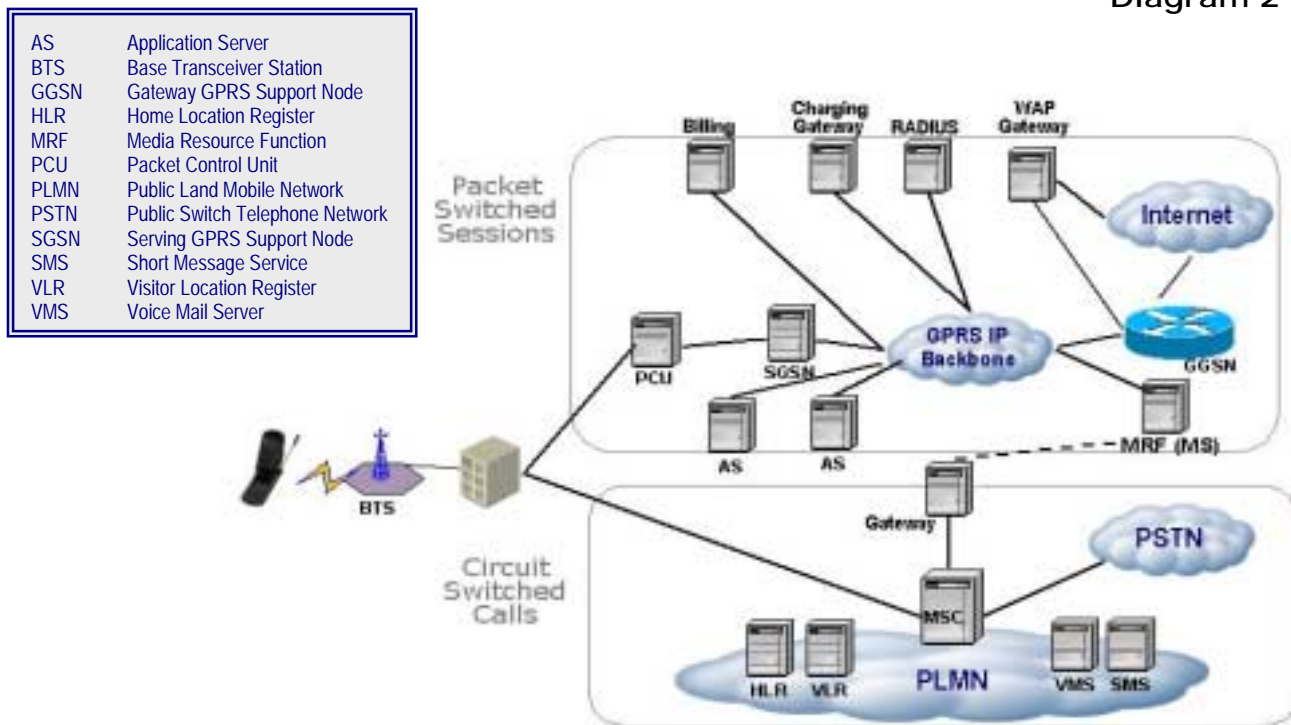 Diagram 2
AS Application Server
BTS Base Transceiver Station
GGSN Gateway GPRS Support Node
HLR Home Location Register
MRF Media Resource Function
PCU Packet Control Unit
PLMN Public Land Mobile Network
PSTN Public Switch Telephone Network
SGSN Serving GPRS Support Node
SMS Short Message Service
VLR Visitor Location Register
VMS Voice Mail Server
Packet
Switched
Sessions
Billing
Charging
Gateway
RADIUS
WAP
Gateway
Internet
GPRS IP
Backbone
GGSN
PCU
SGSN
AS
AS
MRF (MS)
BTS
Gateway
PSTN
Circuit
Switched
Calls
MSC
HLR
VLR
PLMN
VMS
SMS